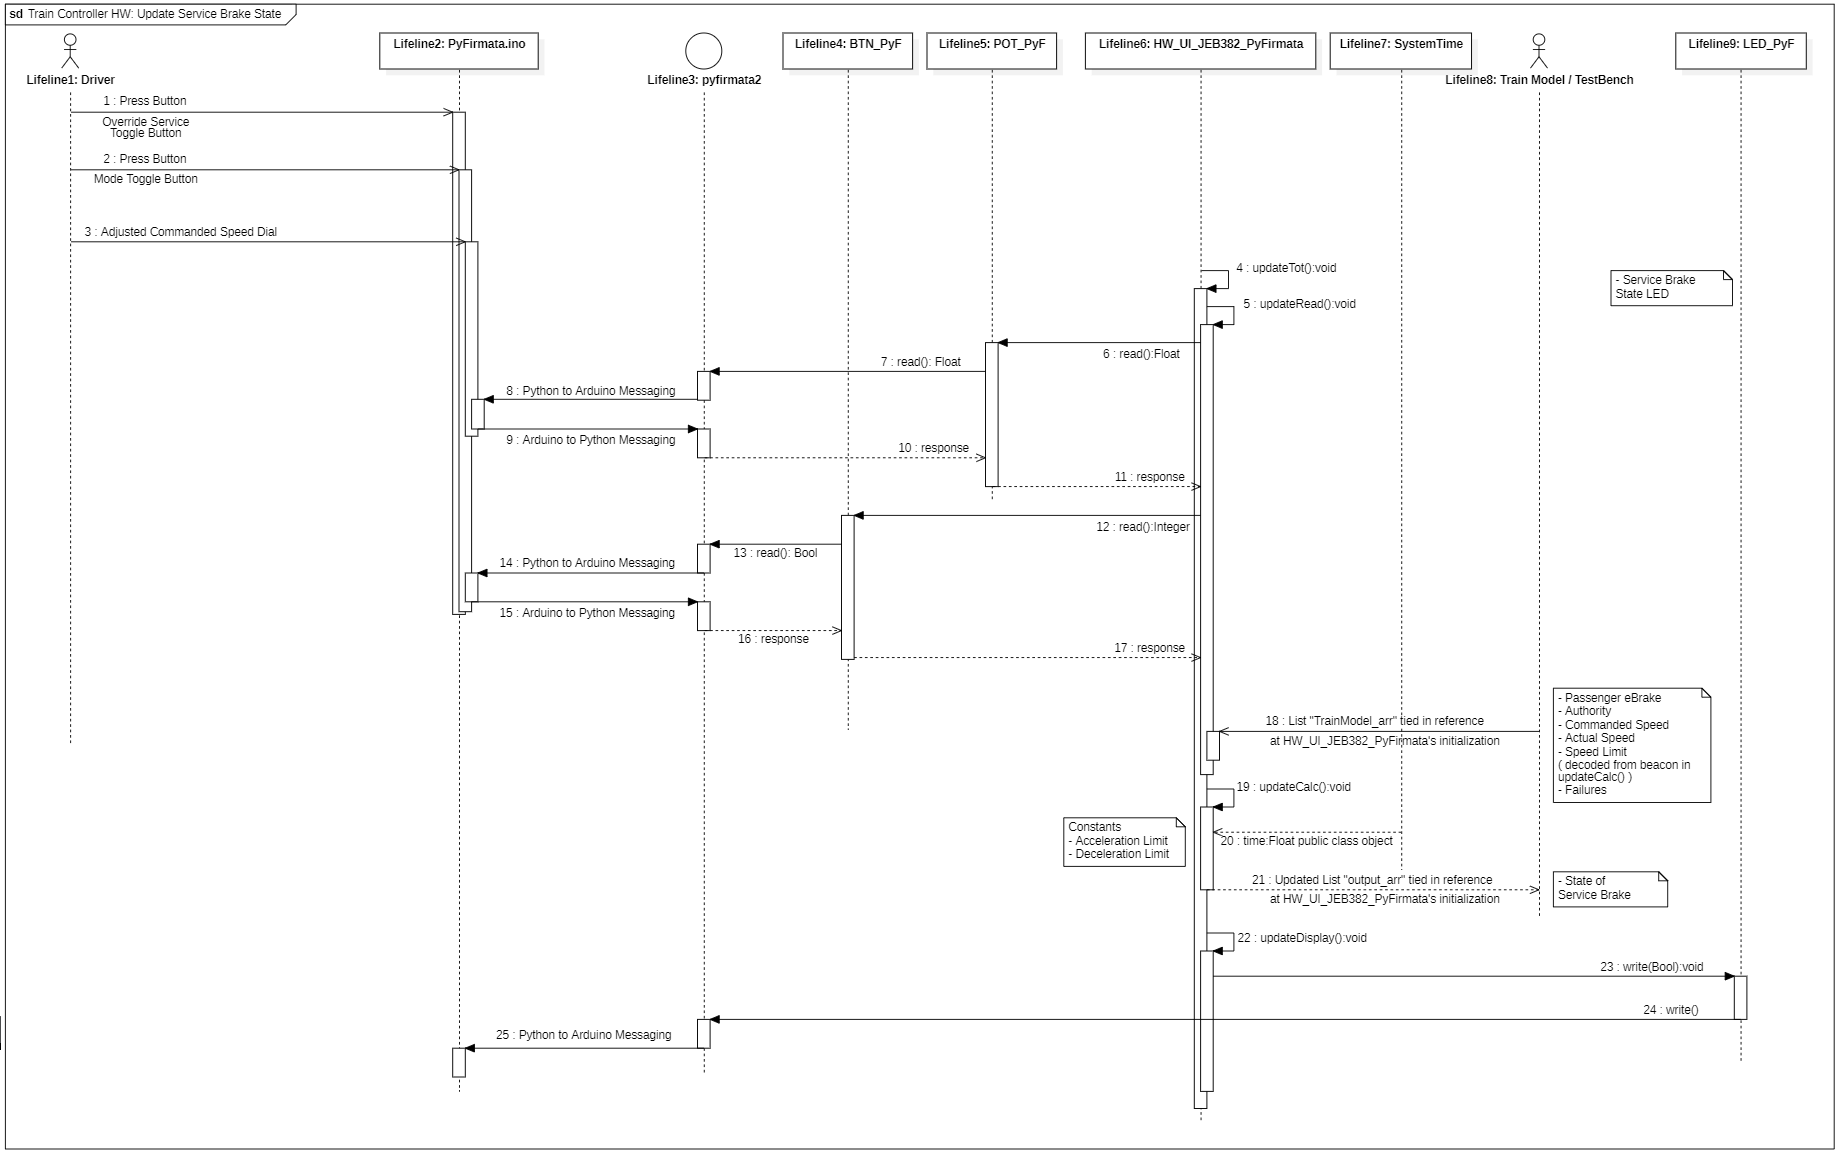 sd Train Controller HW: Update Service Brake State
Lifeline1: Driver
Lifeline2: PyFirmata.ino
Lifeline3: pyfirmata2
Lifeline4: BTN_PyF
Lifeline5: POT_PyF
Lifeline6: HW_UI_JEB382_PyFirmata
Lifeline7: SystemTime
Lifeline8: Train Model / TestBench
Lifeline9: LED_PyF
1 : Press Button
Override Service
Toggle Button
2 : Press Button
Mode Toggle Button
3 : Adjusted Commanded Speed Dial
4 : updateTot():void
- Service Brake
State LED
5 : updateRead():void
6 : read():Float
7 : read(): Float
8 : Python to Arduino Messaging
9 : Arduino to Python Messaging
10 : response
11 : response
12 : read():Integer
13 : read(): Bool
14 : Python to Arduino Messaging
15 : Arduino to Python Messaging
16 : response
17 : response
18 : List "TrainModel_arr" tied in reference
at HW_UI_JEB382_PyFirmata's initialization
- Passenger eBrake
- Authority
- Commanded Speed
- Actual Speed
- Speed Limit
( decoded from beacon in
updateCalc() )
- Failures
19 : updateCalc():void
Constants
- Acceleration Limit
- Deceleration Limit
20 : time:Float public class object
21 : Updated List "output_arr" tied in reference
at HW_UI_JEB382_PyFirmata's initialization
- State of
Service Brake
22 : updateDisplay():void
23 : write(Bool):void
24 : write()
25 : Python to Arduino Messaging